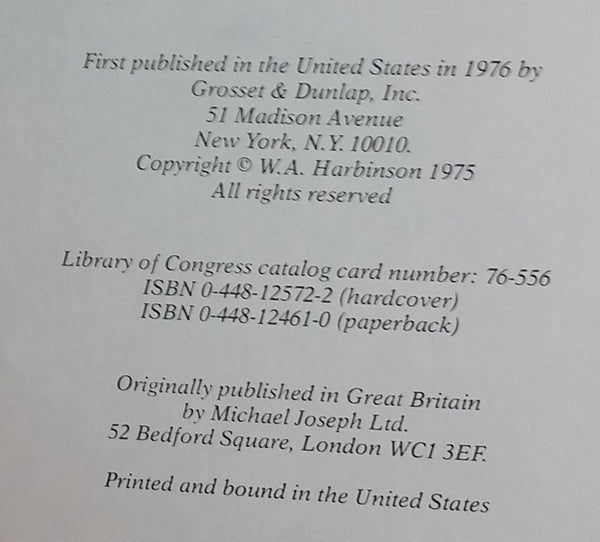 First published in the United States in 1976 by
Grosset & Dunlap, Inc.
51 Madison Avenue
New York, N.Y. 10010.
Copyright © W.A. Harbinson 1975
All rights reserved
Library of Congress catalog card number: 76-556
ISBN 0-448-12572-2 (hardcover)
ISBN 0-448-12461-0 (paperback)
Originally published in Great Britain
by Michael Joseph Ltd.
52 Bedford Square, London WC1 3EF.
Printed and bound in the United States